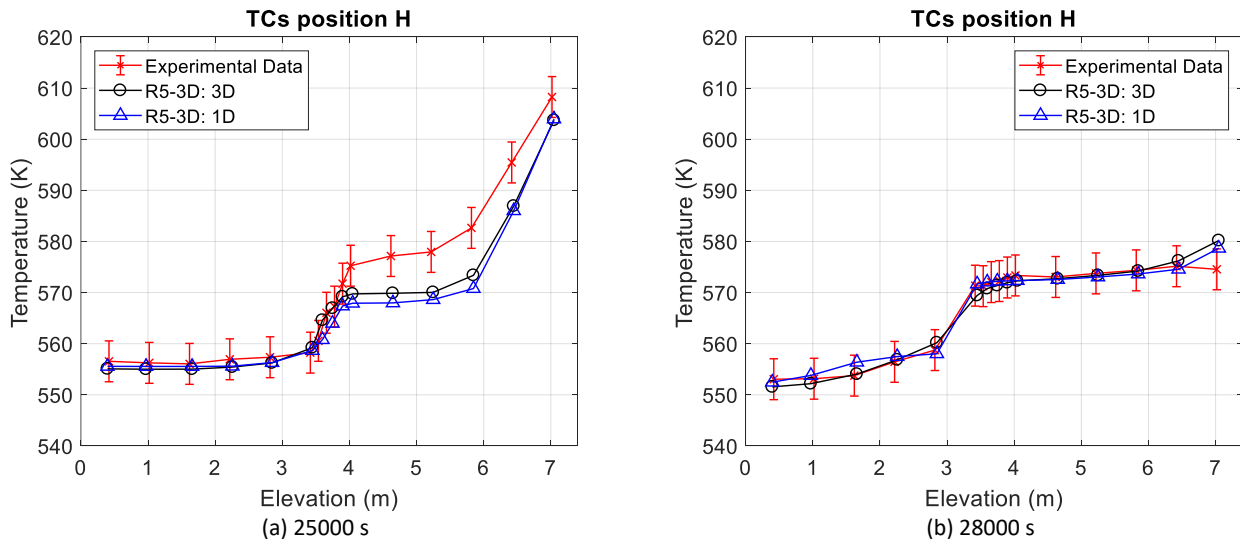 TCs position H
Experimental Data
R5-3D: 3D
R5-3D: 1D
Temperature (K)
620
610
600
590
580
570
560
550
540
0 1 2 3 4 5 6 7
Elevation (m)
(a) 25000 s
TCs position H
Experimental Data
R5-3D: 3D
R5-3D: 1D
Temperature (K)
620
610
600
590
580
570
560
550
540
0 1 2 3 4 5 6 7
Elevation (m)
(b) 28000 s